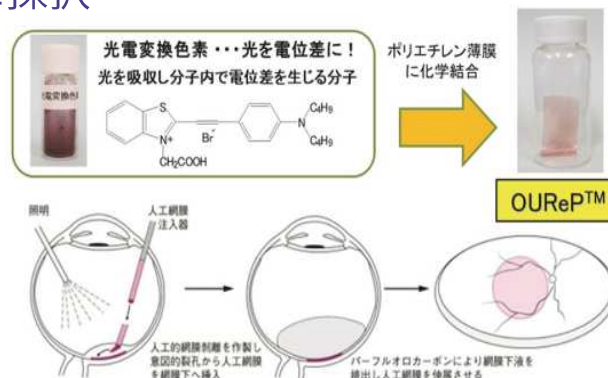 光電変換色素・・・光を電位差に！
光を吸収し分子内で電位差を生じる分子
電変換色
S
N+
Br-
CH2COOH
N
C4H9
C4H9
ポリエチレン薄膜
に化学結合
OUReP™
照明
人工網膜
注入器
人工的網膜剥離を作製し
意図的裂孔から人工網膜
を網膜下へ挿入
パーフルオロカーボンにより網膜下液を
排出し人工網膜を伸展させる